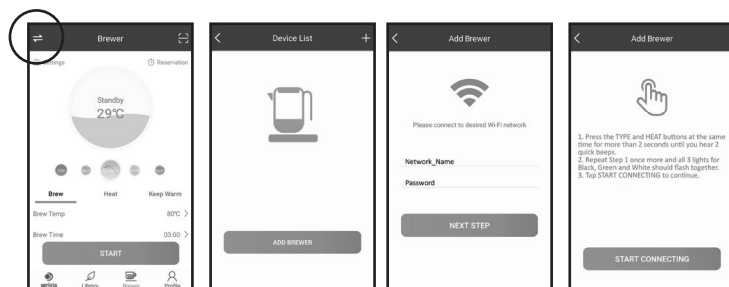 Brewer
Settings
Reservation
Standby
29°C
Brew
Heat
Keep Warm
Brew Temp
80°C >
Brew Time
03:00 >
START
aerista
Library
Brewer
Profile
Device List
ADD BREWER
Add Brewer
Please connect to desired Wi-Fi network
Network_Name
Password
NEXT STEP
Add Brewer
1. Press the TYPE and HEAT buttons at the same
time for more than 2 seconds until you hear 2
quick beeps.
2. Repeat Step 1 once more and all 3 lights for
Black, Green and White should flash together.
3. Tap START CONNECTING to continue.
START CONNECTING